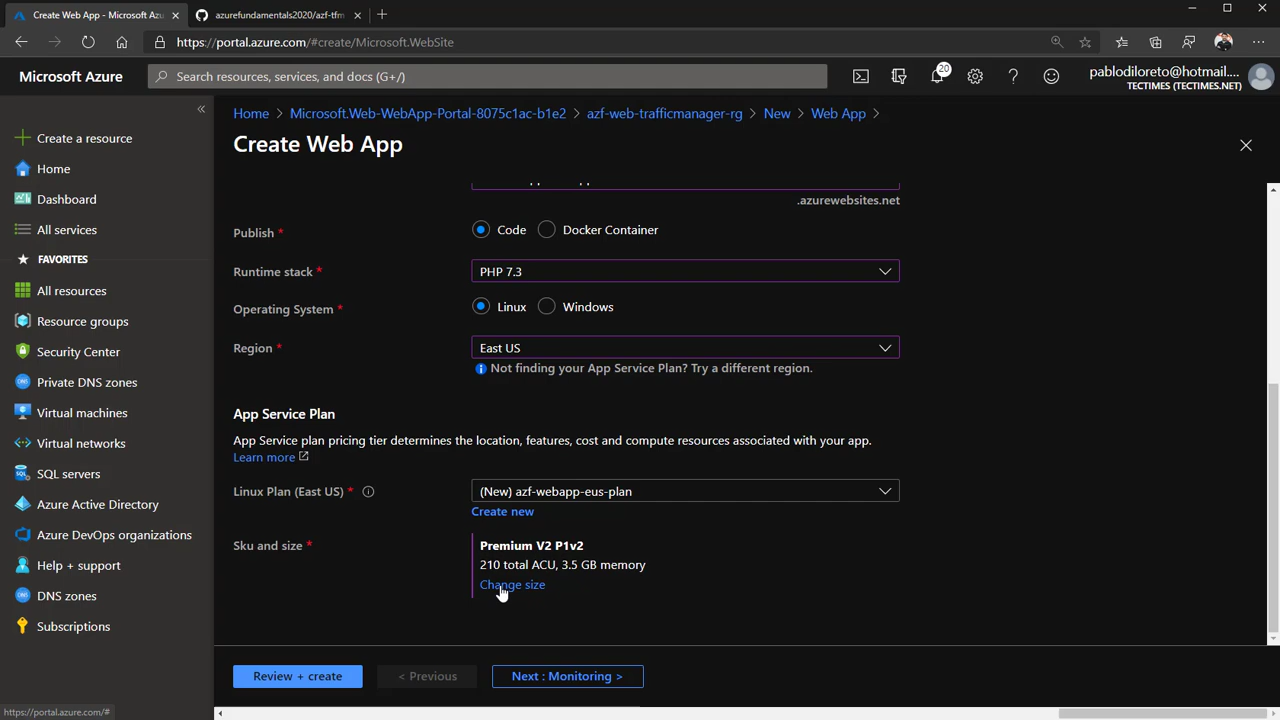 Create Web App - Microsoft Azu
azurefundamentals2020/azf-tfm
https://portal.azure.com/#create/Microsoft.WebSite
Microsoft Azure
Search resources, services, and docs (G+/)
20
pablodiloreto@hotmail....
TECTIMES (TECTIMES.NET)
«
Create a resource
Home
Dashboard
All services
FAVORITES
All resources
Resource groups
Security Center
Private DNS zones
Virtual machines
Virtual networks
SQL servers
Azure Active Directory
Azure DevOps organizations
Help + support
DNS zones
Subscriptions
Home > Microsoft.Web-WebApp-Portal-8075c1ac-b1e2 > azf-web-trafficmanager-rg > New > Web App >
Create Web App
.azurewebsites.net
Publish * Code Docker Container
Runtime stack * PHP 7.3
Operating System * Linux Windows
Region * East US
Not finding your App Service Plan? Try a different region.
App Service Plan
App Service plan pricing tier determines the location, features, cost and compute resources associated with your app.
Learn more
Linux Plan (East US) * (New) azf-webapp-eus-plan
Create new
Sku and size * Premium V2 P1v2
210 total ACU, 3.5 GB memory
Change size
Review + create < Previous Next : Monitoring >
https://portal.azure.com/#